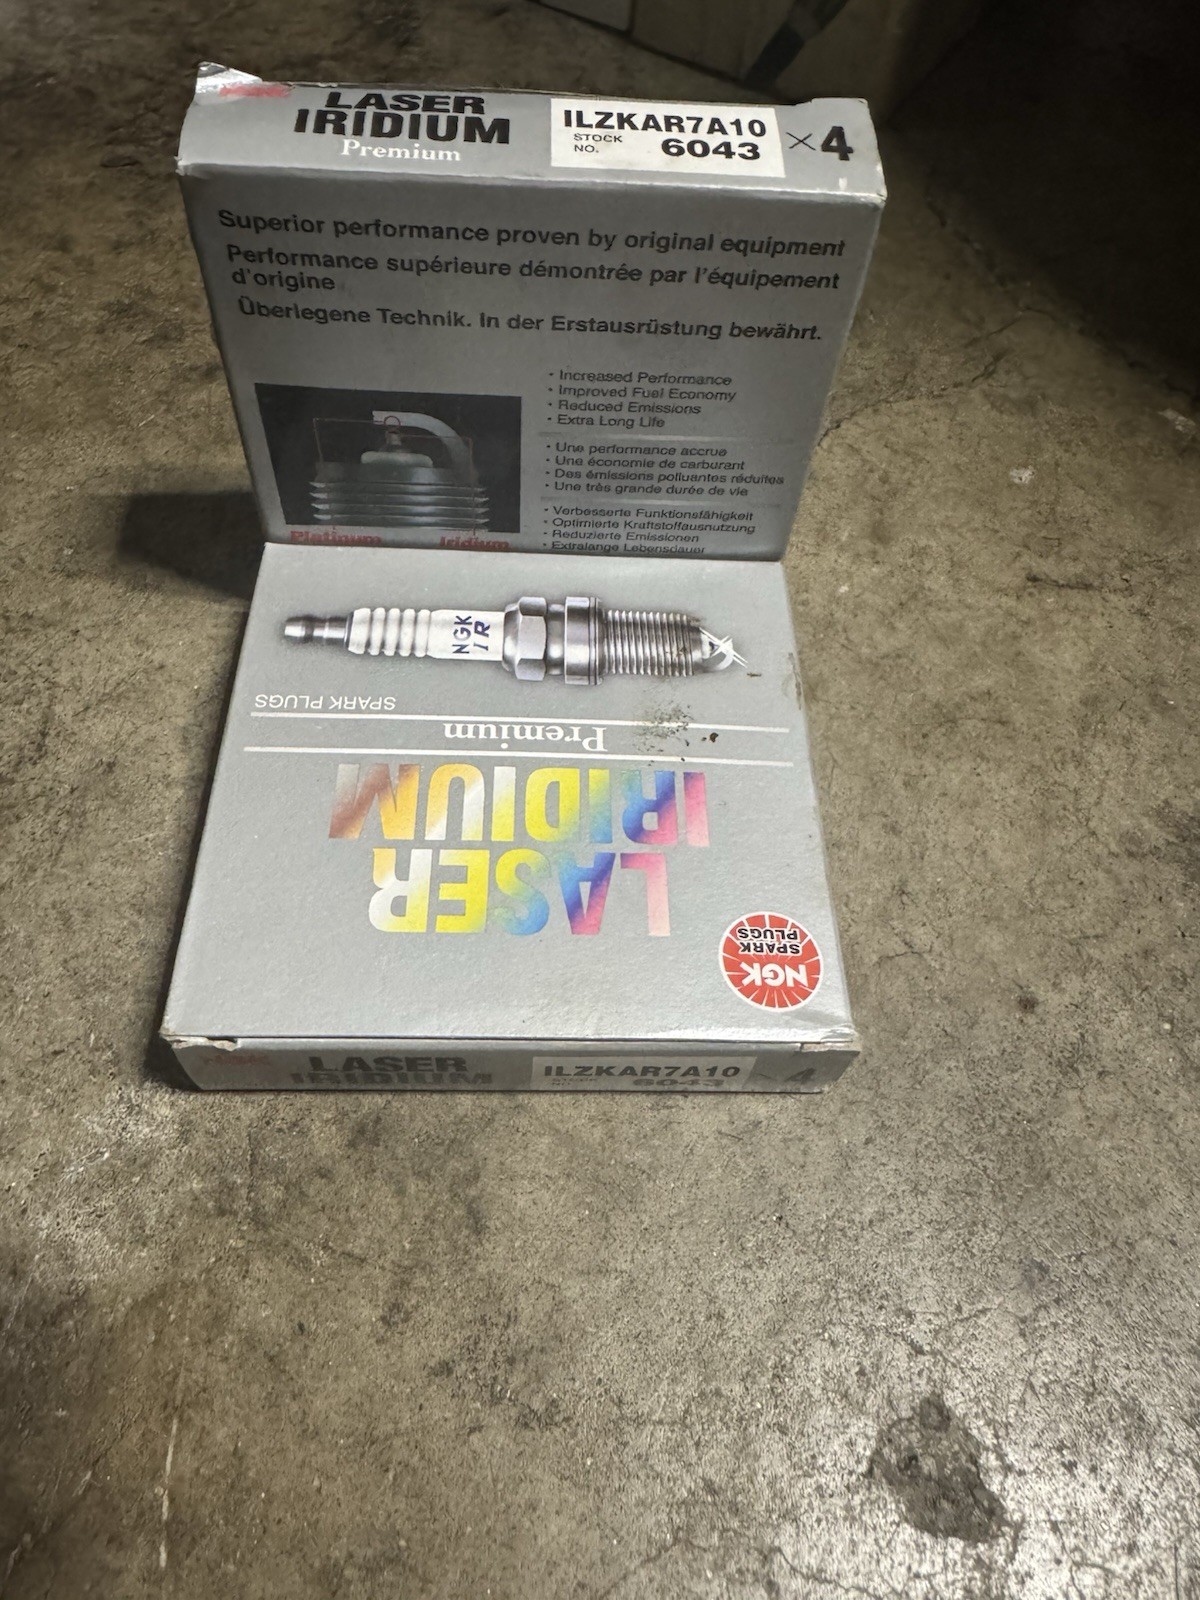 LASER
IRIDIUM
Premium
ILZKAR7A10
STOCK
NO.
6043
×4
Superior performance proven by original equipment
Performance supérieure démontrée par l'équipement
d'origine
Überlegene Technik. In der Erstausrüstung bewährt.
· Increased Performance
· Improved Fuel Economy
· Reduced Emissions
· Extra Long Life
· Une performance accrue
· Une économie de carburant
· Des émissions polluantes réduites
· Une très grande durée de vie
· Verbesserte Funktionsfähigkeit
· Optimierte Kraftstoffausnutzung
· Reduzierte Emissionen
· Extralange Lebensdauer
Platinum
Iridium
NGK
IR
SPARK PLUGS
Premium
LASER
IRIDIUM
NGK
SPARK
PLUGS
LASER
IRIDIUM
ILZKAR7A10
6043
4